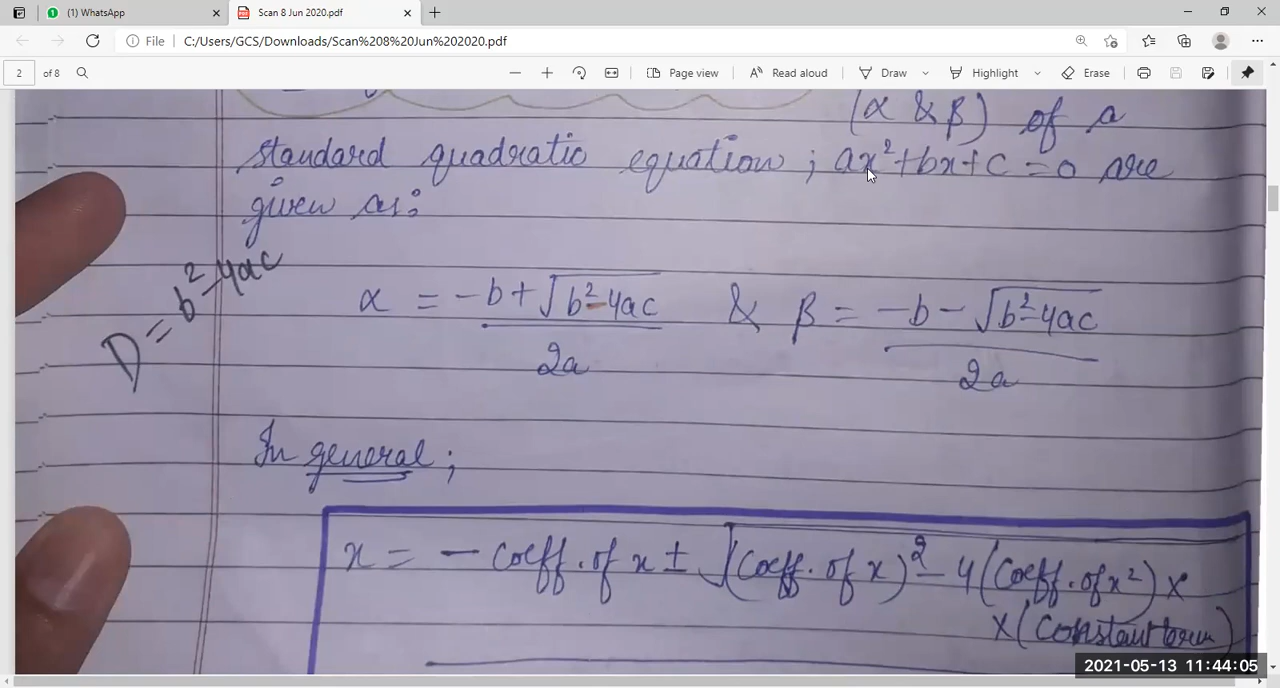 (1) WhatsApp
Scan 8 Jun 2020.pdf
File C:/Users/GCS/Downloads/Scan%208%20Jun%202020.pdf
2 of 8 Page view Read aloud Draw Highlight Erase
(α & β) of a
standard quadratic equation; ax²+bx+c=0 are
given as:
D = b²-4ac
α = -b+√b²-4ac / 2a & β = -b-√b²-4ac / 2a
In general;
x = - Coeff. of x ± √(Coeff. of x)² - 4(Coeff. of x²) ×
×(Constant term)
2021-05-13 11:44:05